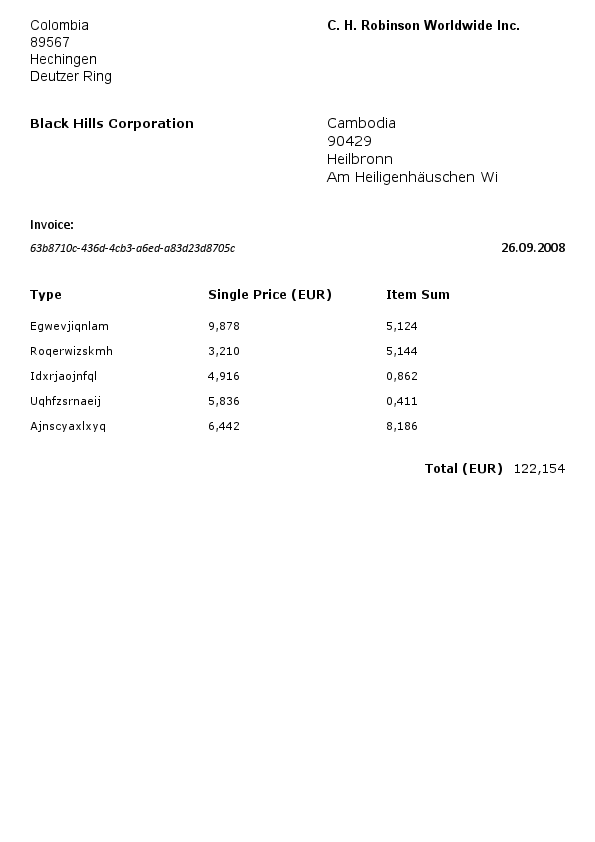 Colombia
89567
Hechingen
Deutzer Ring
C. H. Robinson Worldwide Inc.
Black Hills Corporation
Cambodia
90429
Heilbronn
Am Heiligenhäuschen Wi
Invoice:
63b8710c-436d-4cb3-a6ed-a83d23d8705c 26.09.2008
Type Single Price (EUR) Item Sum
Egwevjiqnlam 9,878 5,124
Roqerwizskmh 3,210 5,144
Idxrjaojnfql 4,916 0,862
Uqhfzsrnaeij 5,836 0,411
Ajnscyaxlxyq 6,442 8,186
Total (EUR) 122,154